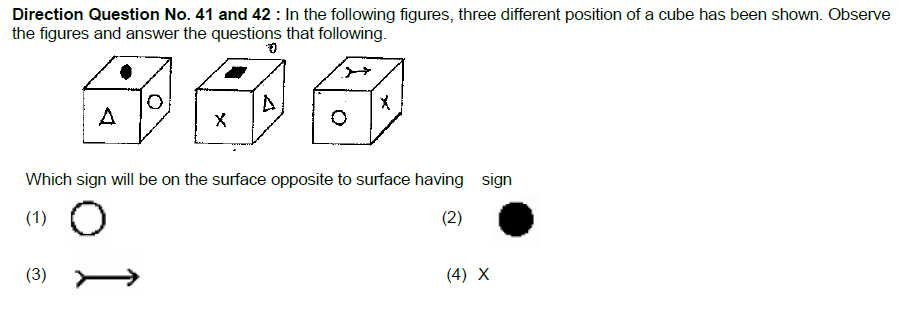 Direction Question No. 41 and 42 : In the following figures, three different position of a cube has been shown. Observe
the figures and answer the questions that following.
X
X
Which sign will be on the surface opposite to surface having sign
(1)
(2)
(3)
(4) X